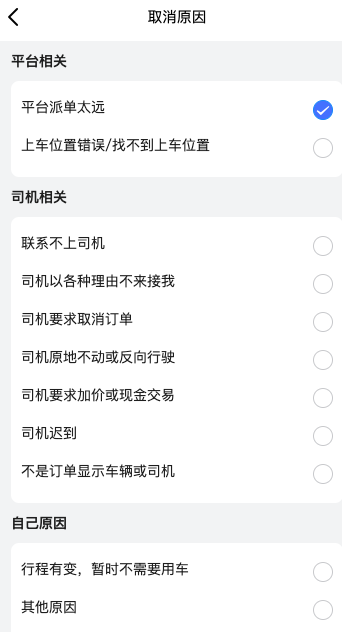 取消原因
平台相关
平台派单太远
上车位置错误/找不到上车位置
司机相关
联系不上司机
司机以各种理由不来接我
司机要求取消订单
司机原地不动或反向行驶
司机要求加价或现金交易
司机迟到
不是订单显示车辆或司机
自己原因
行程有变，暂时不需要用车
其他原因